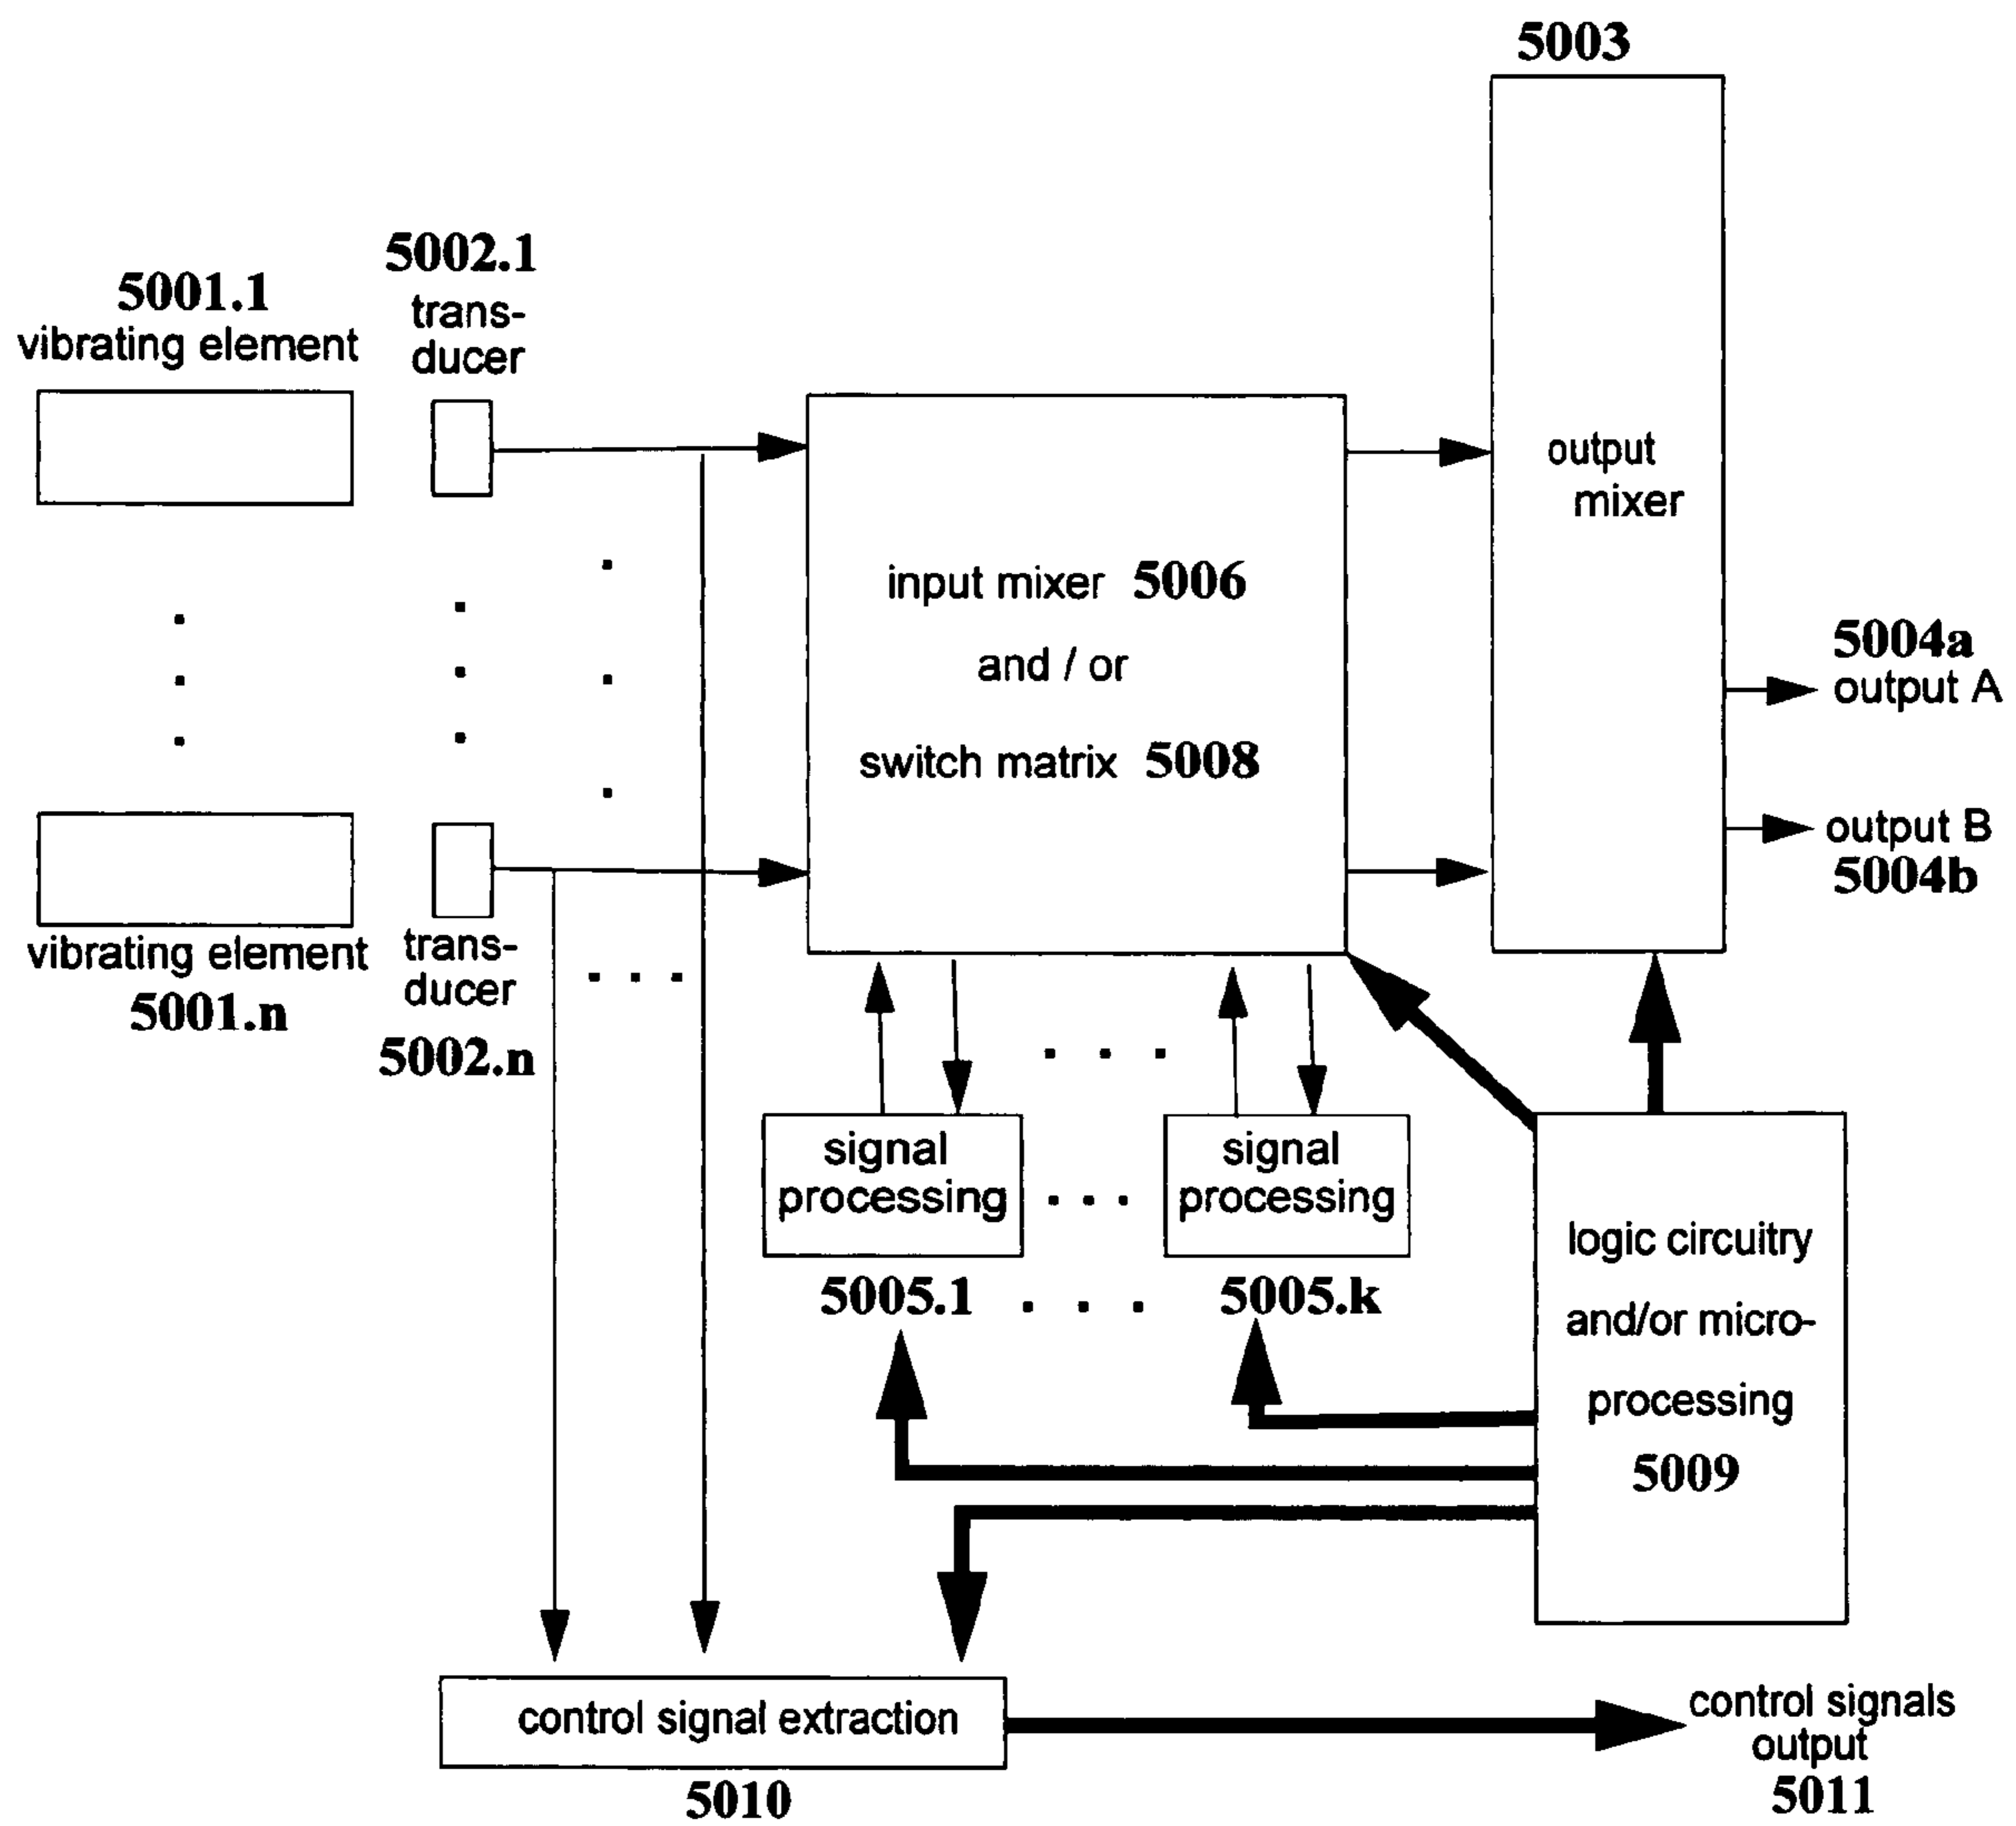 5003
5002.1
trans-
ducer
5001.1
vibrating element
output
mixer
input mixer 5006
and / or
switch matrix 5008
5004a
output A
output B
5004b
vibrating element
5001.n
trans-
ducer
5002.n
signal
processing
5005.1
signal
processing
5005.k
logic circuitry
and/or micro-
processing
5009
control signal extraction
5010
control signals
output
5011